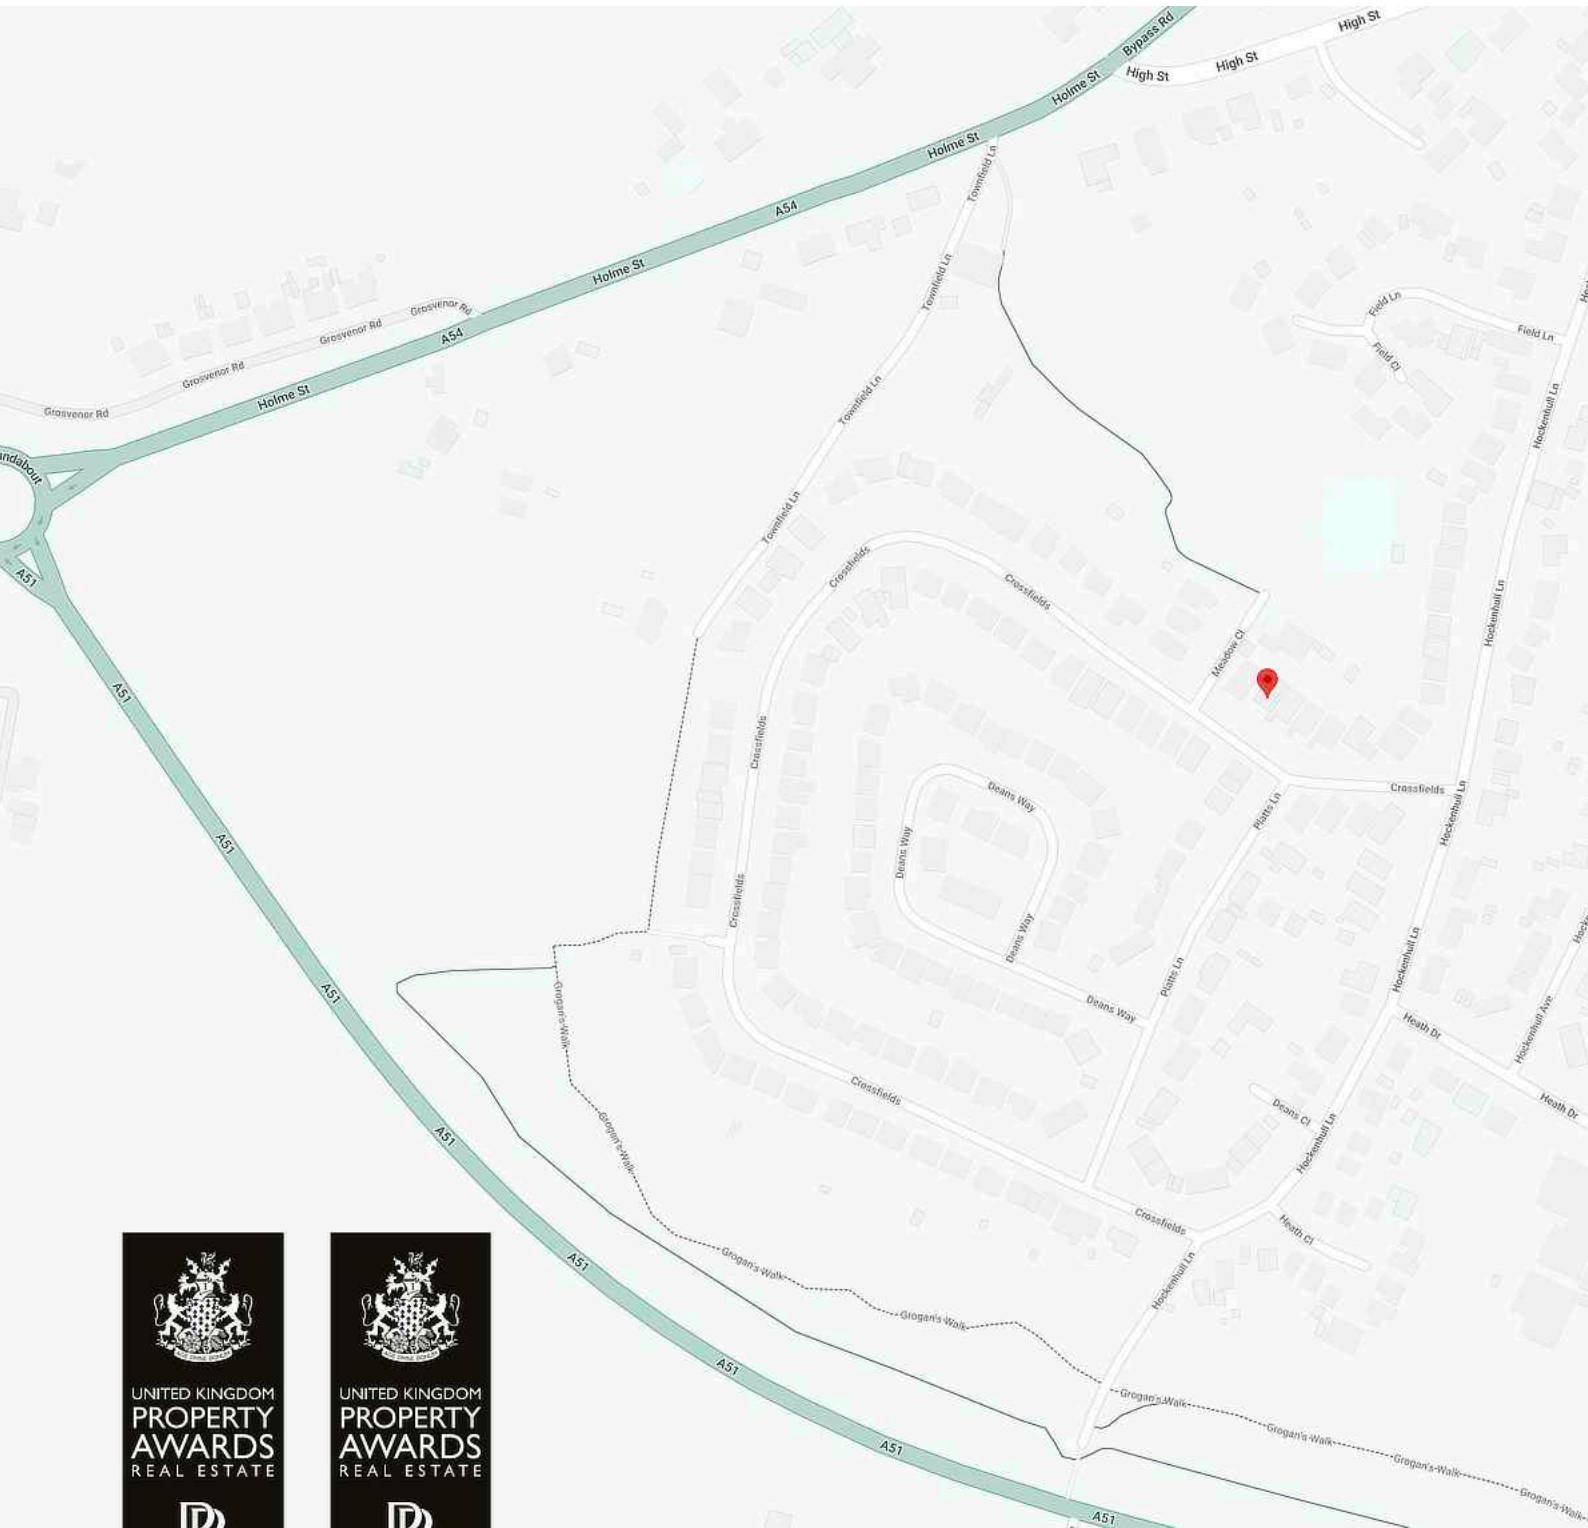 Bypass Rd
High St
High St
High St
Holme St
Holme St
Townfield Ln
A54
Holme St
Townfield Ln
Grosvenor Rd
Grosvenor Rd
Grosvenor Rd
Grosvenor Rd
A54
Holme St
Field Ln
Field Ln
Field Cl
Hockenhull Ln
Townfield Ln
Townfield Ln
A51
Crossfields
Crossfields
Hockenhull Ln
Meadow Cl
A51
Crossfields
Deans Way
Crossfields
Platts Ln
Hockenhull Ln
A51
Deans Way
Crossfields
Deans Way
Hockenhull Ln
Platts Ln
A51
Grogan's-Walk
Deans Way
Heath Dr
Hockenhull Ave
Crossfields
Deans Cl
Heath Dr
Hockenhull Ln
A51
Grogan's-Walk
Crossfields
Heath Cl
Grogan's-Walk
A51
Hockenhull Ln
Grogan's-Walk
A51
Grogan's-Walk
Grogan's-Walk
A51
Grogan's-Walk
Grogan's-Walk
A51
UNITED KINGDOM
PROPERTY
AWARDS
REAL ESTATE
UNITED KINGDOM
PROPERTY
AWARDS
REAL ESTATE